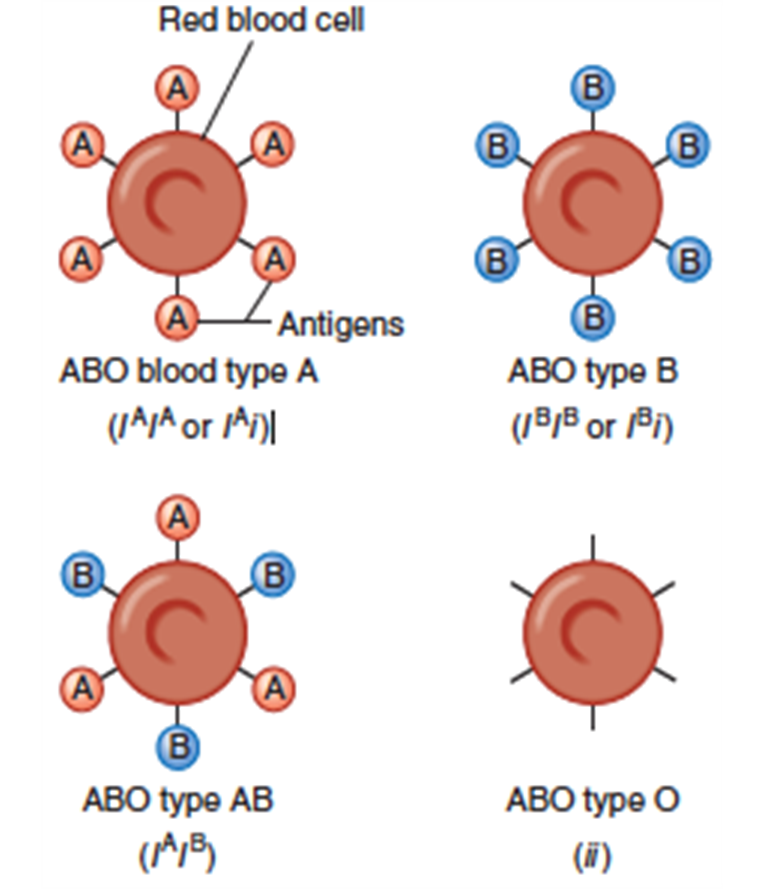 Red blood cell
A
B
A
A
B
B
A
A
B
B
A
Antigens
B
ABO blood type A
ABO type B
(IᴬIᴬ or Iᴬi)|
(IᴮIᴮ or Iᴮi)
A
B
B
A
A
B
ABO type AB
ABO type O
(IᴬIᴮ)
(ii)